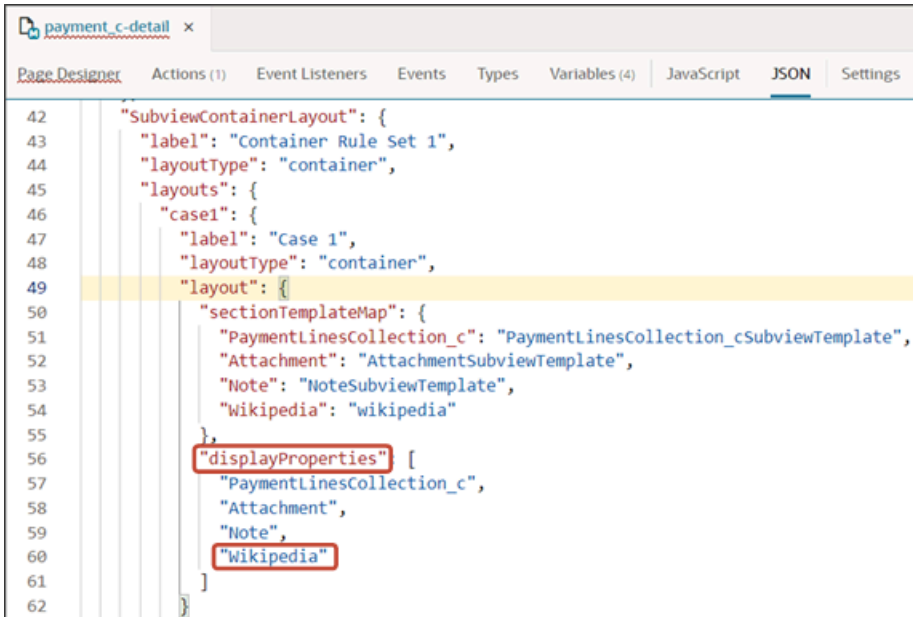 payment_c-detail ×
Page Designer Actions (1) Event Listeners Events Types Variables (4) JavaScript JSON Settings
42 "SubviewContainerLayout": {
43 "label": "Container Rule Set 1",
44 "layoutType": "container",
45 "layouts": {
46 "case1": {
47 "label": "Case 1",
48 "layoutType": "container",
49 "layout": {
50 "sectionTemplateMap": {
51 "PaymentLinesCollection_c": "PaymentLinesCollection_cSubviewTemplate",
52 "Attachment": "AttachmentSubviewTemplate",
53 "Note": "NoteSubviewTemplate",
54 "Wikipedia": "wikipedia"
55 },
56 "displayProperties": [
57 "PaymentLinesCollection_c",
58 "Attachment",
59 "Note",
60 "Wikipedia"
61 ]
62 }